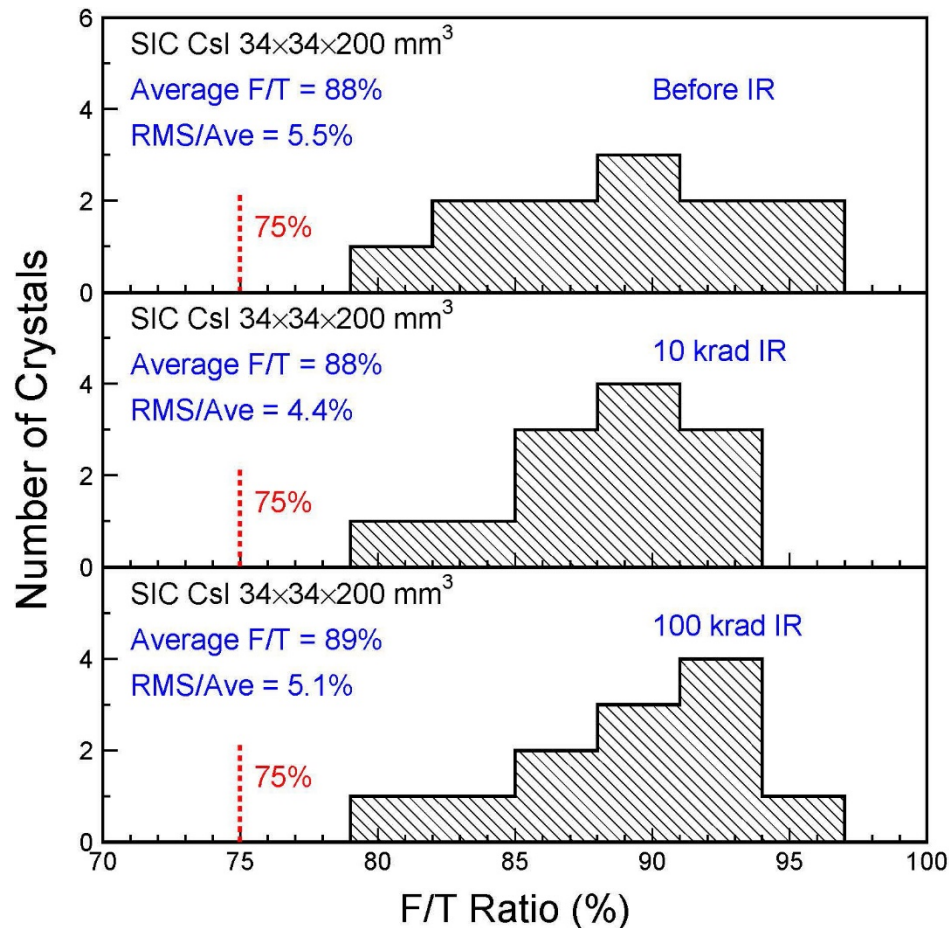 Number of Crystals
6
4
2
0
SIC CsI 34×34×200 mm³
Average F/T = 88%
RMS/Ave = 5.5%
Before IR
75%
4
2
0
SIC CsI 34×34×200 mm³
Average F/T = 88%
RMS/Ave = 4.4%
10 krad IR
75%
4
2
0
SIC CsI 34×34×200 mm³
Average F/T = 89%
RMS/Ave = 5.1%
100 krad IR
75%
70 75 80 85 90 95 100
F/T Ratio (%)